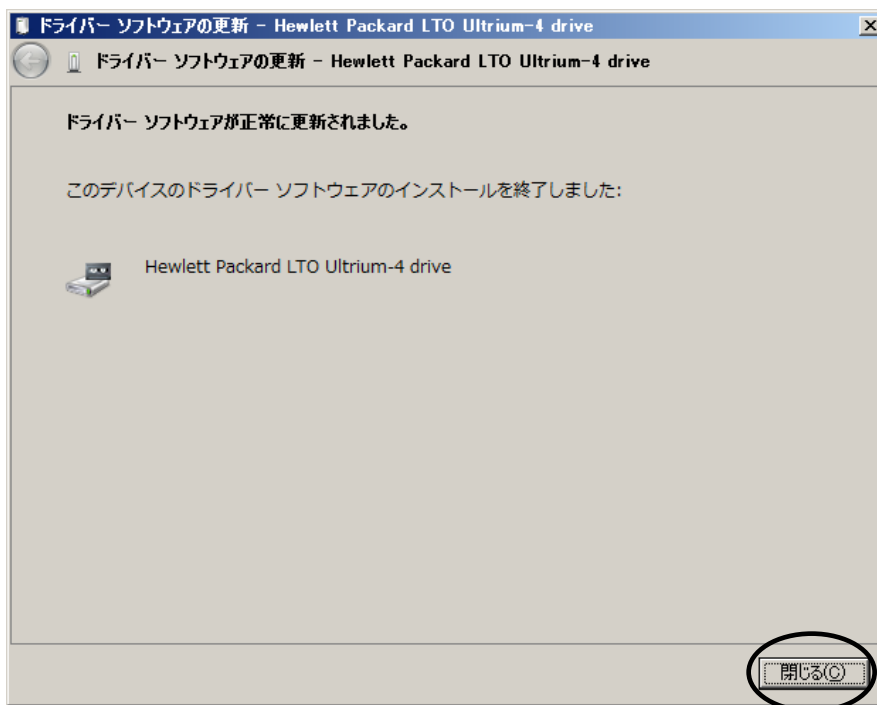 ドライバー ソフトウェアの更新 - Hewlett Packard LTO Ultrium-4 drive
ドライバー ソフトウェアの更新 - Hewlett Packard LTO Ultrium-4 drive
ドライバー ソフトウェアが正常に更新されました。
このデバイスのドライバー ソフトウェアのインストールを終了しました:
Hewlett Packard LTO Ultrium-4 drive
閉じる(C)